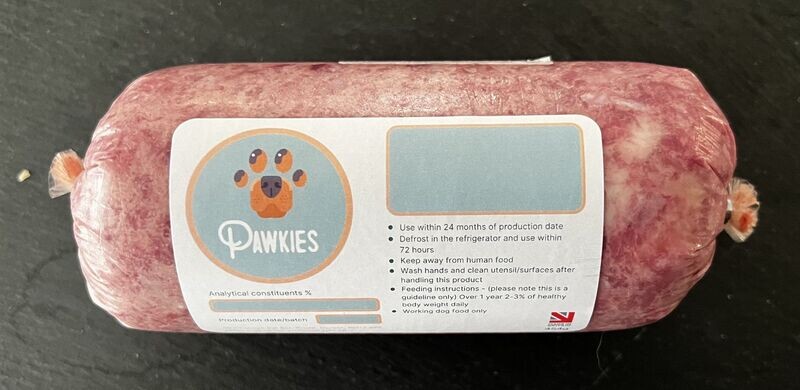 PAWKIES
Analytical constituents %
Production date/batch
Use within 24 months of production date
Defrost in the refrigerator and use within
72 hours
Keep away from human food
Wash hands and clean utensil/surfaces after
handling this product
Feeding instructions - (please note this is a
guideline only) Over 1 year 2-3% of healthy
body weight daily
Working dog food only